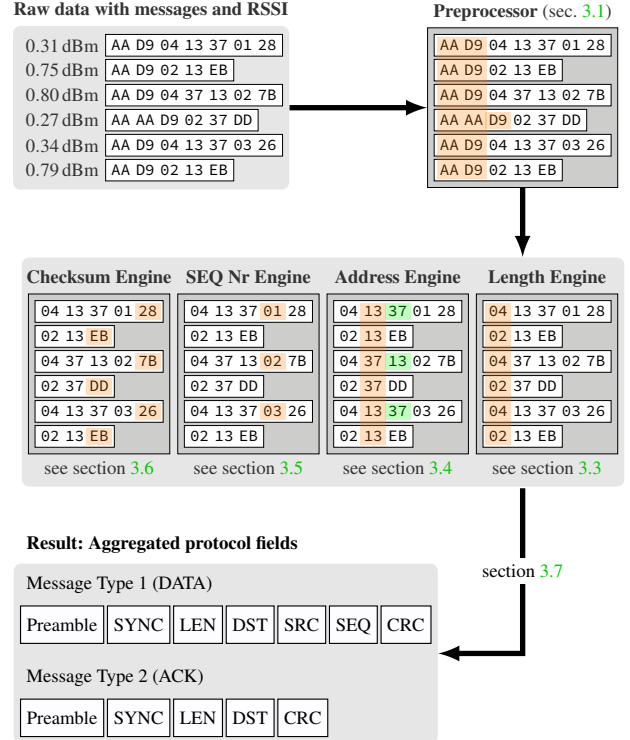 Raw data with messages and RSSI
0.31 dBm AA D9 04 13 37 01 28
0.75 dBm AA D9 02 13 EB
0.80 dBm AA D9 04 37 13 02 7B
0.27 dBm AA AA D9 02 37 DD
0.34 dBm AA D9 04 13 37 03 26
0.79 dBm AA D9 02 13 EB
Preprocessor (sec. 3.1)
AA D9 04 13 37 01 28
AA D9 02 13 EB
AA D9 04 37 13 02 7B
AA AA D9 02 37 DD
AA D9 04 13 37 03 26
AA D9 02 13 EB
Checksum Engine
04 13 37 01 28
02 13 EB
04 37 13 02 7B
02 37 DD
04 13 37 03 26
02 13 EB
see section 3.6
SEQ Nr Engine
04 13 37 01 28
02 13 EB
04 37 13 02 7B
02 37 DD
04 13 37 03 26
02 13 EB
see section 3.5
Address Engine
04 13 37 01 28
02 13 EB
04 37 13 02 7B
02 37 DD
04 13 37 03 26
02 13 EB
see section 3.4
Length Engine
04 13 37 01 28
02 13 EB
04 37 13 02 7B
02 37 DD
04 13 37 03 26
02 13 EB
see section 3.3
section 3.7
Result: Aggregated protocol fields
Message Type 1 (DATA)
Preamble SYNC LEN DST SRC SEQ CRC
Message Type 2 (ACK)
Preamble SYNC LEN DST CRC